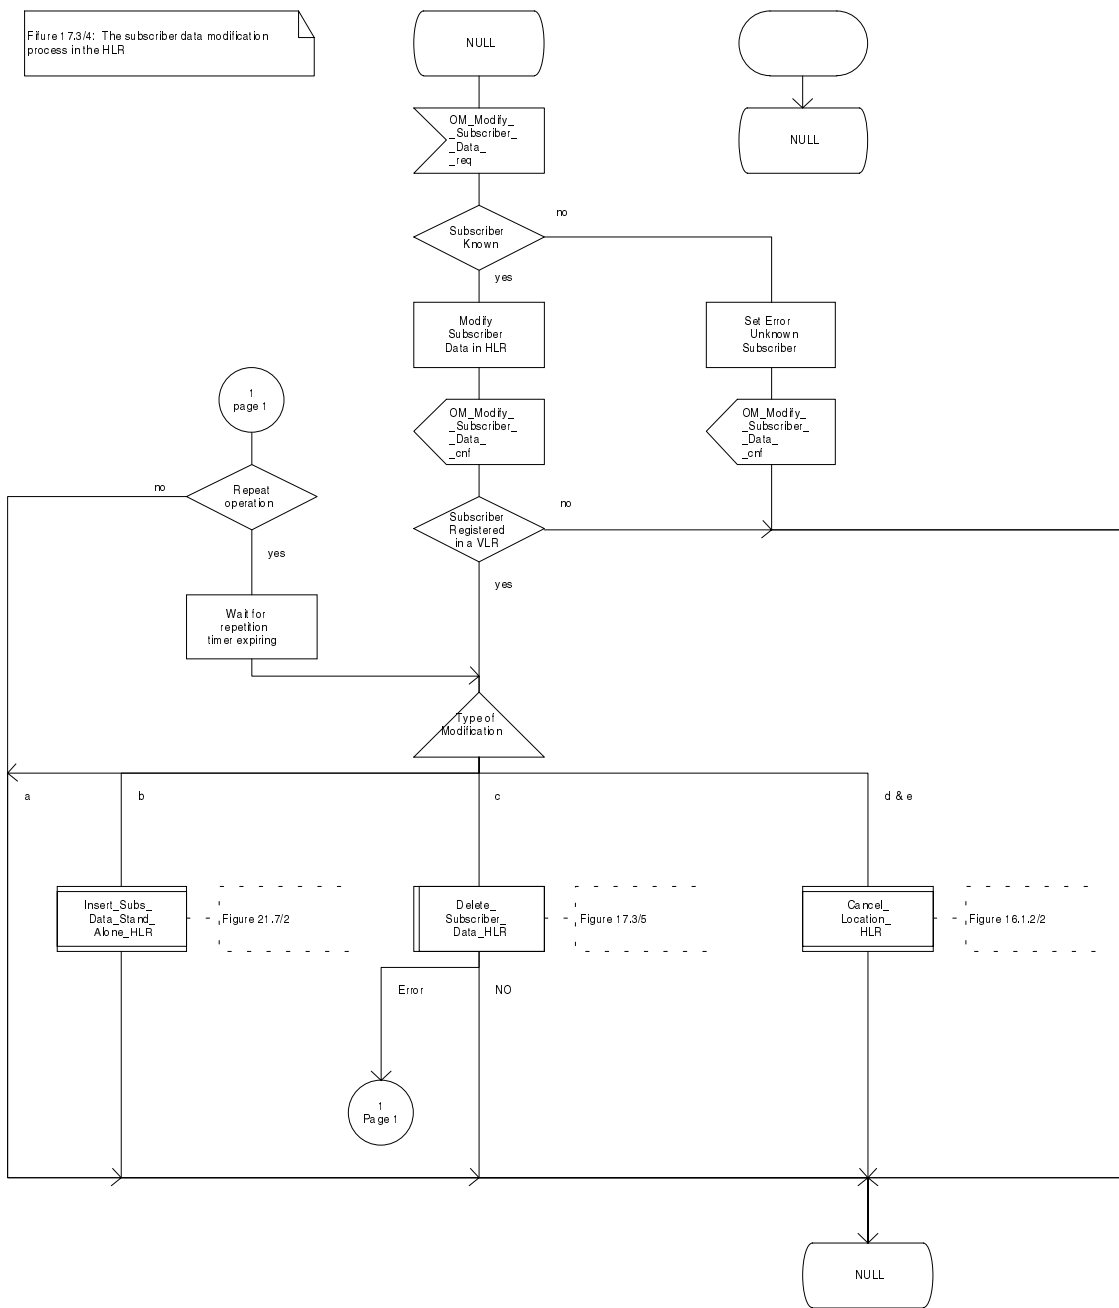 Fifure 17.3/4: The subscriber data modification
process in the HLR
NULL
OM_Modify_
_Subscriber_
_Data_
_req
NULL
Subscriber
Known
no
yes
Modify
Subscriber
Data in HLR
Set Error
Unknown
Subscriber
1
page 1
OM_Modify_
_Subscriber_
_Data_
_cnf
OM_Modify_
_Subscriber_
_Data_
_cnf
no
Repeat
operation
yes
Subscriber
Registered
in a VLR
no
yes
Wait for
repetition
timer expiring
Type of
Modification
a
b
c
d & e
Insert_Subs_
Data_Stand_
Alone_HLR
Figure 21.7/2
Delete_
Subscriber_
Data_HLR
Figure 17.3/5
Cancel_
Location_
HLR
Figure 16.1.2/2
Error
NO
1
Page 1
NULL